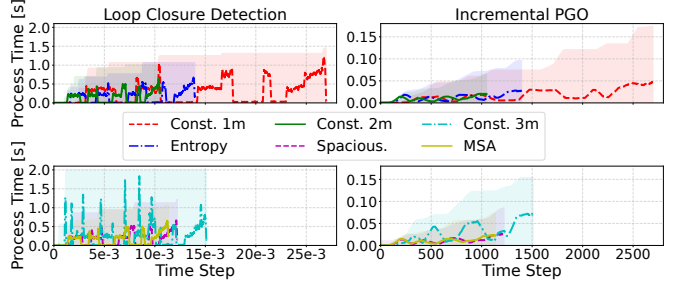 Loop Closure Detection
Incremental PGO
Process Time [s]
2.0
1.5
1.0
0.5
0.0
0.15
0.10
0.05
0.00
Const. 1m
Const. 2m
Const. 3m
Entropy
Spacious.
MSA
Process Time [s]
2.0
1.5
1.0
0.5
0.0
0.15
0.10
0.05
0.00
0 5e-3 10e-3 15e-3 20e-3 25e-3
0 500 1000 1500 2000 2500
Time Step
Time Step